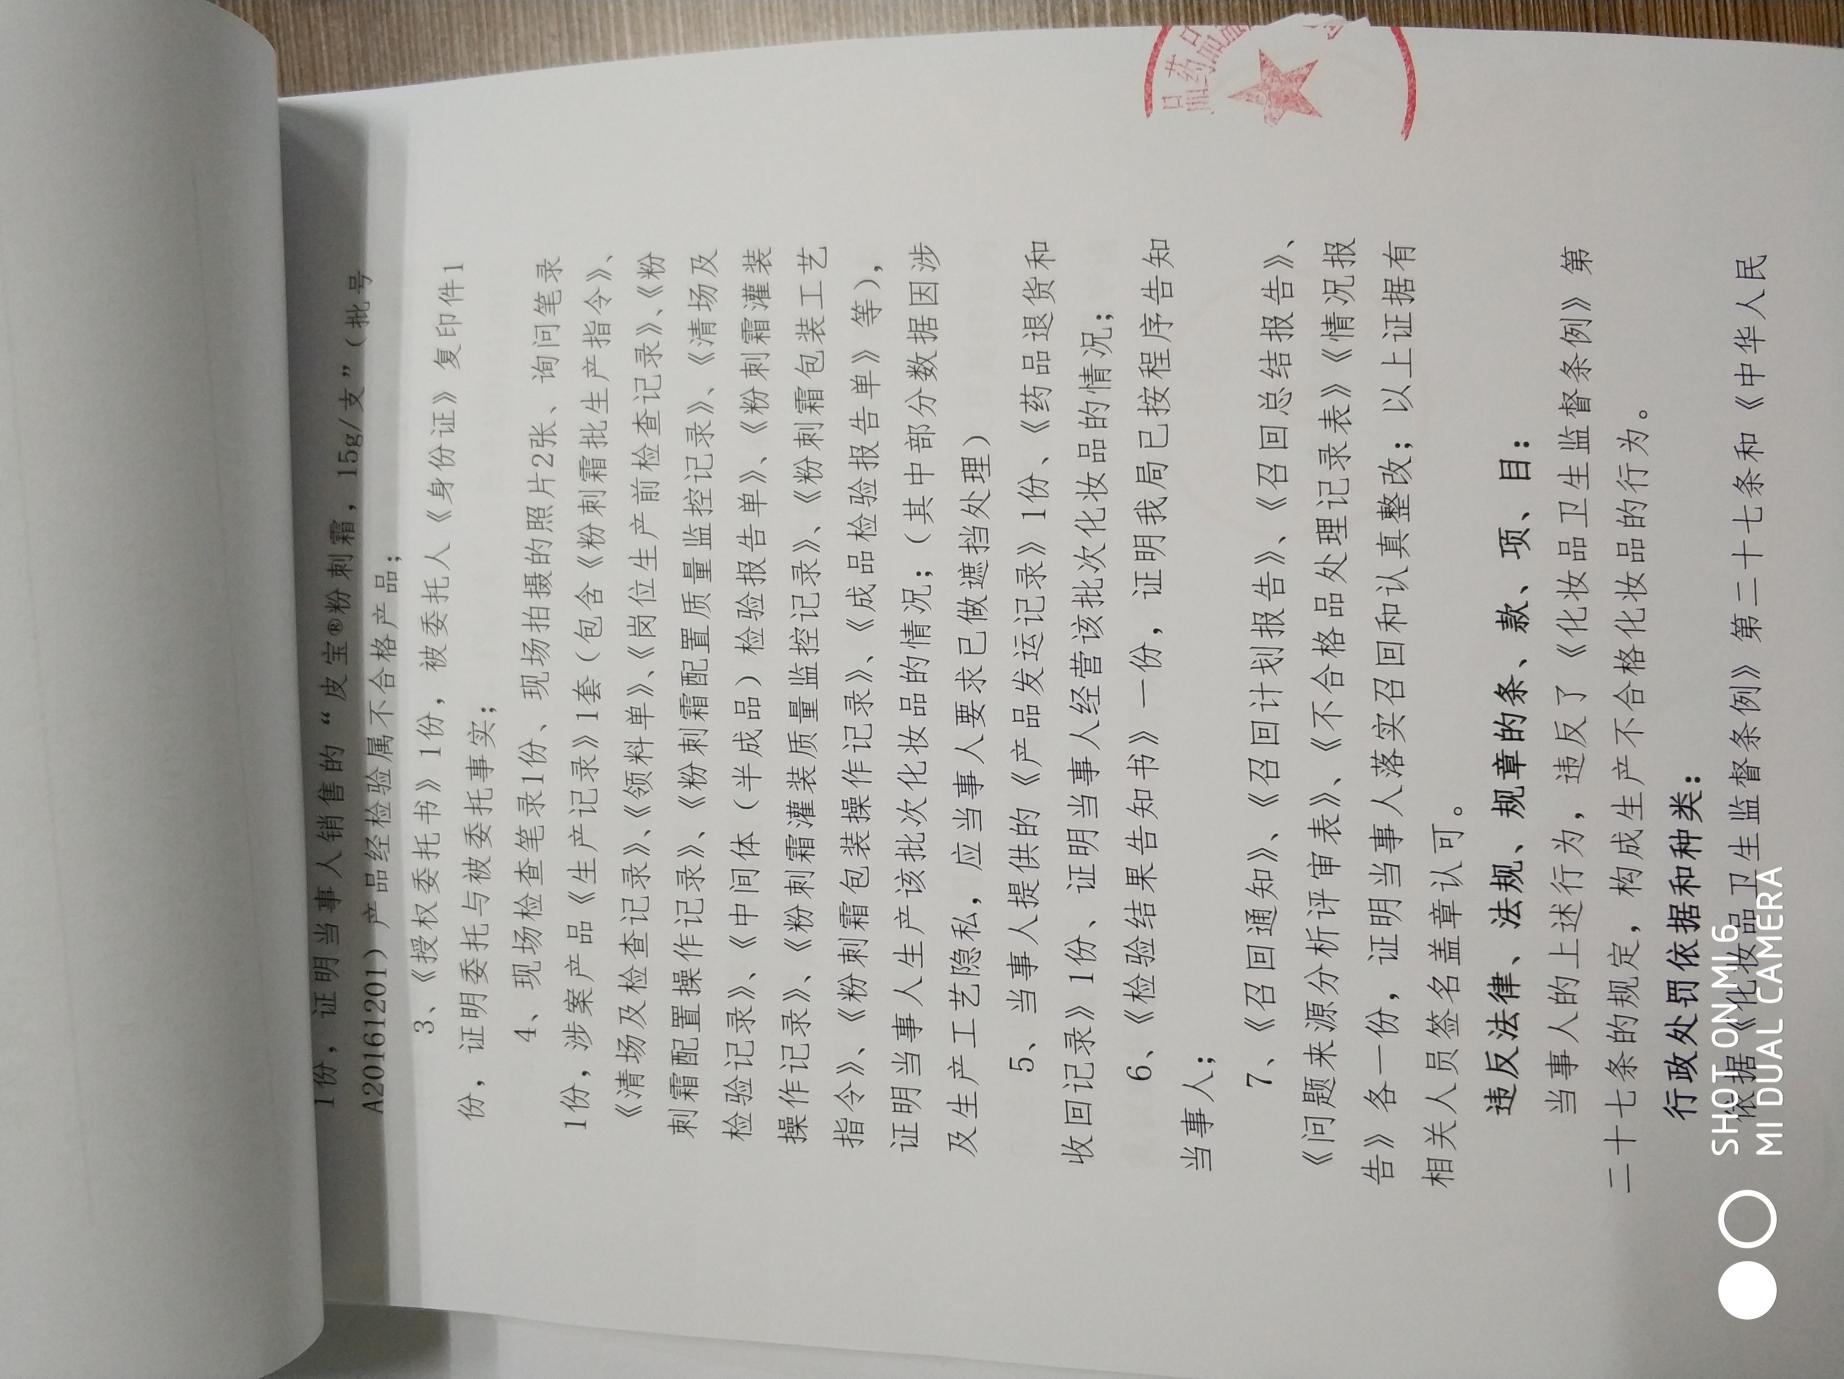 1份，证明当事人销售的“皮宝®粉刺霜，15g/支”（批号
A20161201）产品经检验属不合格产品；
3、《授权委托书》1份，被委托人《身份证》复印件1
份，证明委托与被委托事实；
4、现场检查笔录1份、现场拍摄的照片2张、询问笔录
1份，涉案产品《生产记录》1套（包含《粉刺霜批生产指令》、
《清场及检查记录》、《领料单》、《岗位生产前检查记录》、《粉
刺霜配置操作记录》、《粉刺霜配置质量监控记录》、《清场及
检验记录》、《中间体（半成品）检验报告单》、《粉刺霜灌装
操作记录》、《粉刺霜灌装质量监控记录》、《粉刺霜包装工艺
指令》、《粉刺霜包装操作记录》、《成品检验报告单》等），
证明当事人生产该批次化妆品的情况；（其中部分数据因涉
及生产工艺隐私，应当事人要求已做遮挡处理）
5、当事人提供的《产品发运记录》1份、《药品退货和
收回记录》1份、证明当事人经营该批次化妆品的情况；
6、《检验结果告知书》一份，证明我局已按程序告知
当事人；
7、《召回通知》、《召回计划报告》、《召回总结报告》、
《问题来源分析评审表》、《不合格品处理记录表》《情况报
告》各一份，证明当事人落实召回和认真整改；以上证据有
相关人员签名盖章认可。
违反法律、法规、规章的条、款、项、目：
当事人的上述行为，违反了《化妆品卫生监督条例》第
二十七条的规定，构成生产不合格化妆品的行为。
行政处罚依据和种类：
依据《化妆品卫生监督条例》第二十七条和《中华人民
品药品监
SHOT ON MI 6
MI DUAL CAMERA